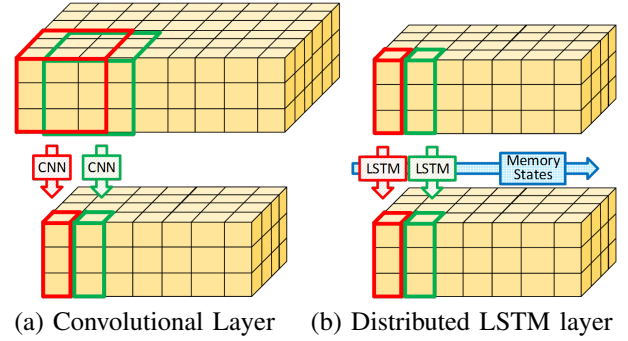 CNN CNN
LSTM LSTM Memory States
(a) Convolutional Layer (b) Distributed LSTM layer